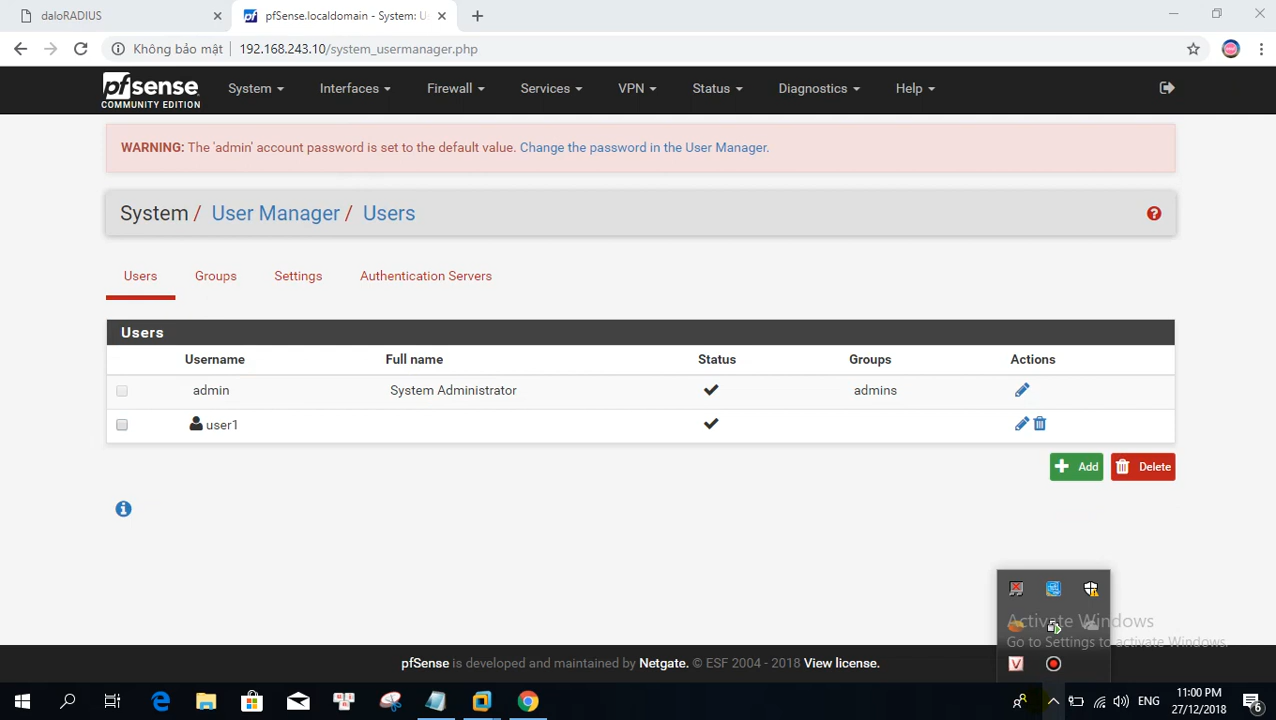 daloRADIUS
pfSense.localdomain - System: U
Không bảo mật
192.168.243.10/system_usermanager.php
pfsense
COMMUNITY EDITION
System
Interfaces
Firewall
Services
VPN
Status
Diagnostics
Help
WARNING: The 'admin' account password is set to the default value. Change the password in the User Manager.
System / User Manager / Users
Users
Groups
Settings
Authentication Servers
Users
Username Full name Status Groups Actions
admin System Administrator admins
user1
Add
Delete
Activate Windows
Go to Settings to activate Windows.
pfSense is developed and maintained by Netgate. © ESF 2004 - 2018 View license.
ENG
11:00 PM
27/12/2018
6